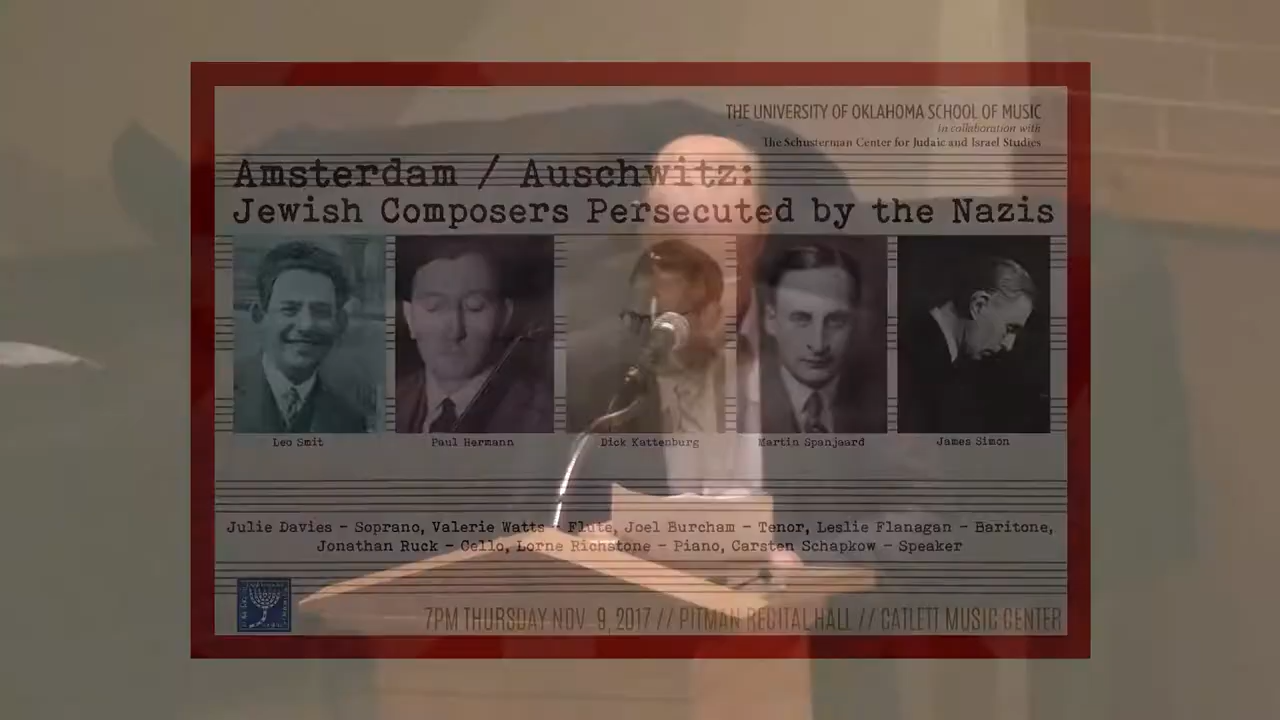 THE UNIVERSITY OF OKLAHOMA SCHOOL OF MUSIC
in collaboration with
The Schusterman Center for Judaic and Israel Studies
Amsterdam / Auschwitz:
Jewish Composers Persecuted by the Nazis
Leo Smit
Paul Hermann
Dick Kattenburg
Martin Spanjaard
James Simon
Julie Davies - Soprano, Valerie Watts - Flute, Joel Burcham - Tenor, Leslie Flanagan - Baritone,
Jonathan Ruck - Cello, Lorne Richstone - Piano, Carsten Schapkow - Speaker
7PM THURSDAY NOV 9, 2017 // PITMAN RECITAL HALL // CATLETT MUSIC CENTER